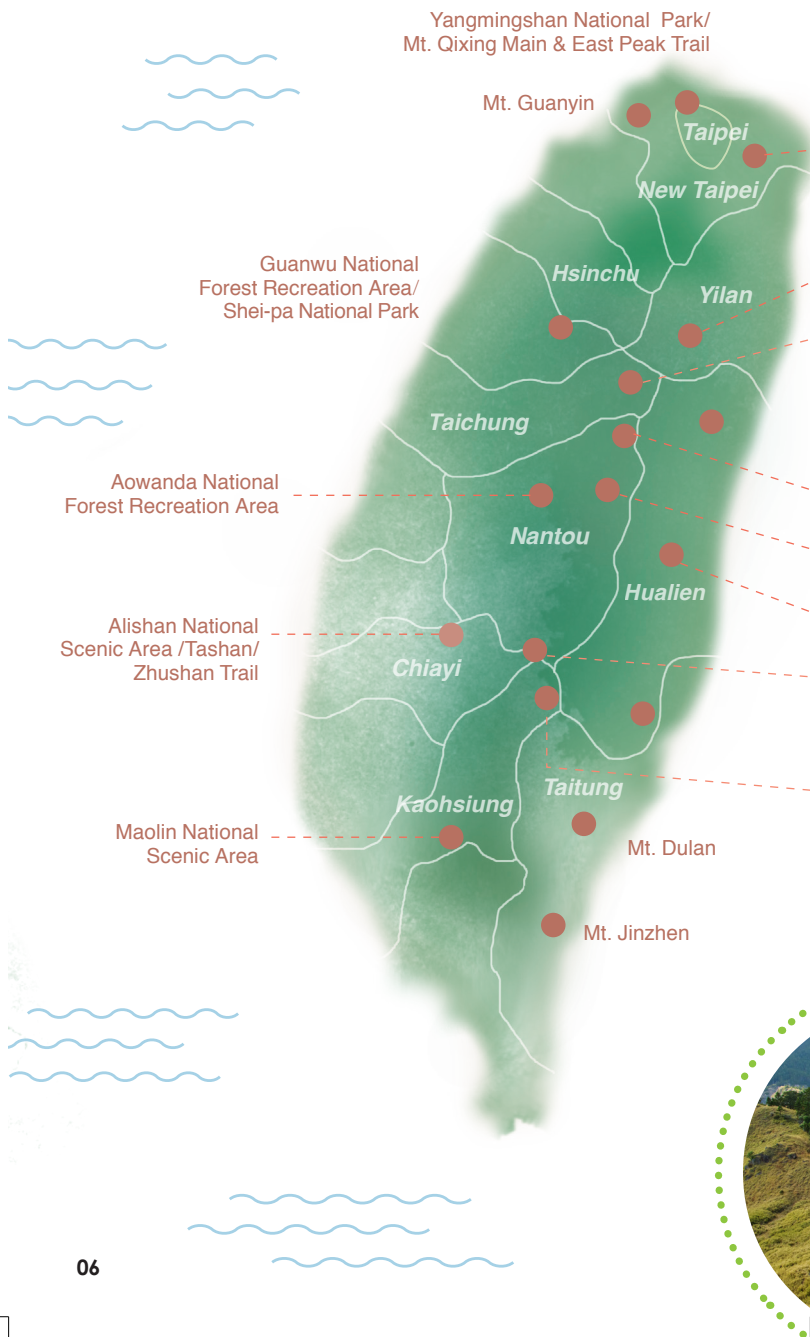 Yangmingshan National Park/
Mt. Qixing Main & East Peak Trail
Mt. Guanyin
Taipei
New Taipei
Guanwu National
Forest Recreation Area/
Shei-pa National Park
Hsinchu
Yilan
Taichung
Aowanda National
Forest Recreation Area
Nantou
Hualien
Alishan National
Scenic Area /Tashan/
Zhushan Trail
Chiayi
Taitung
Kaohsiung
Maolin National
Scenic Area
Mt. Dulan
Mt. Jinzhen
06